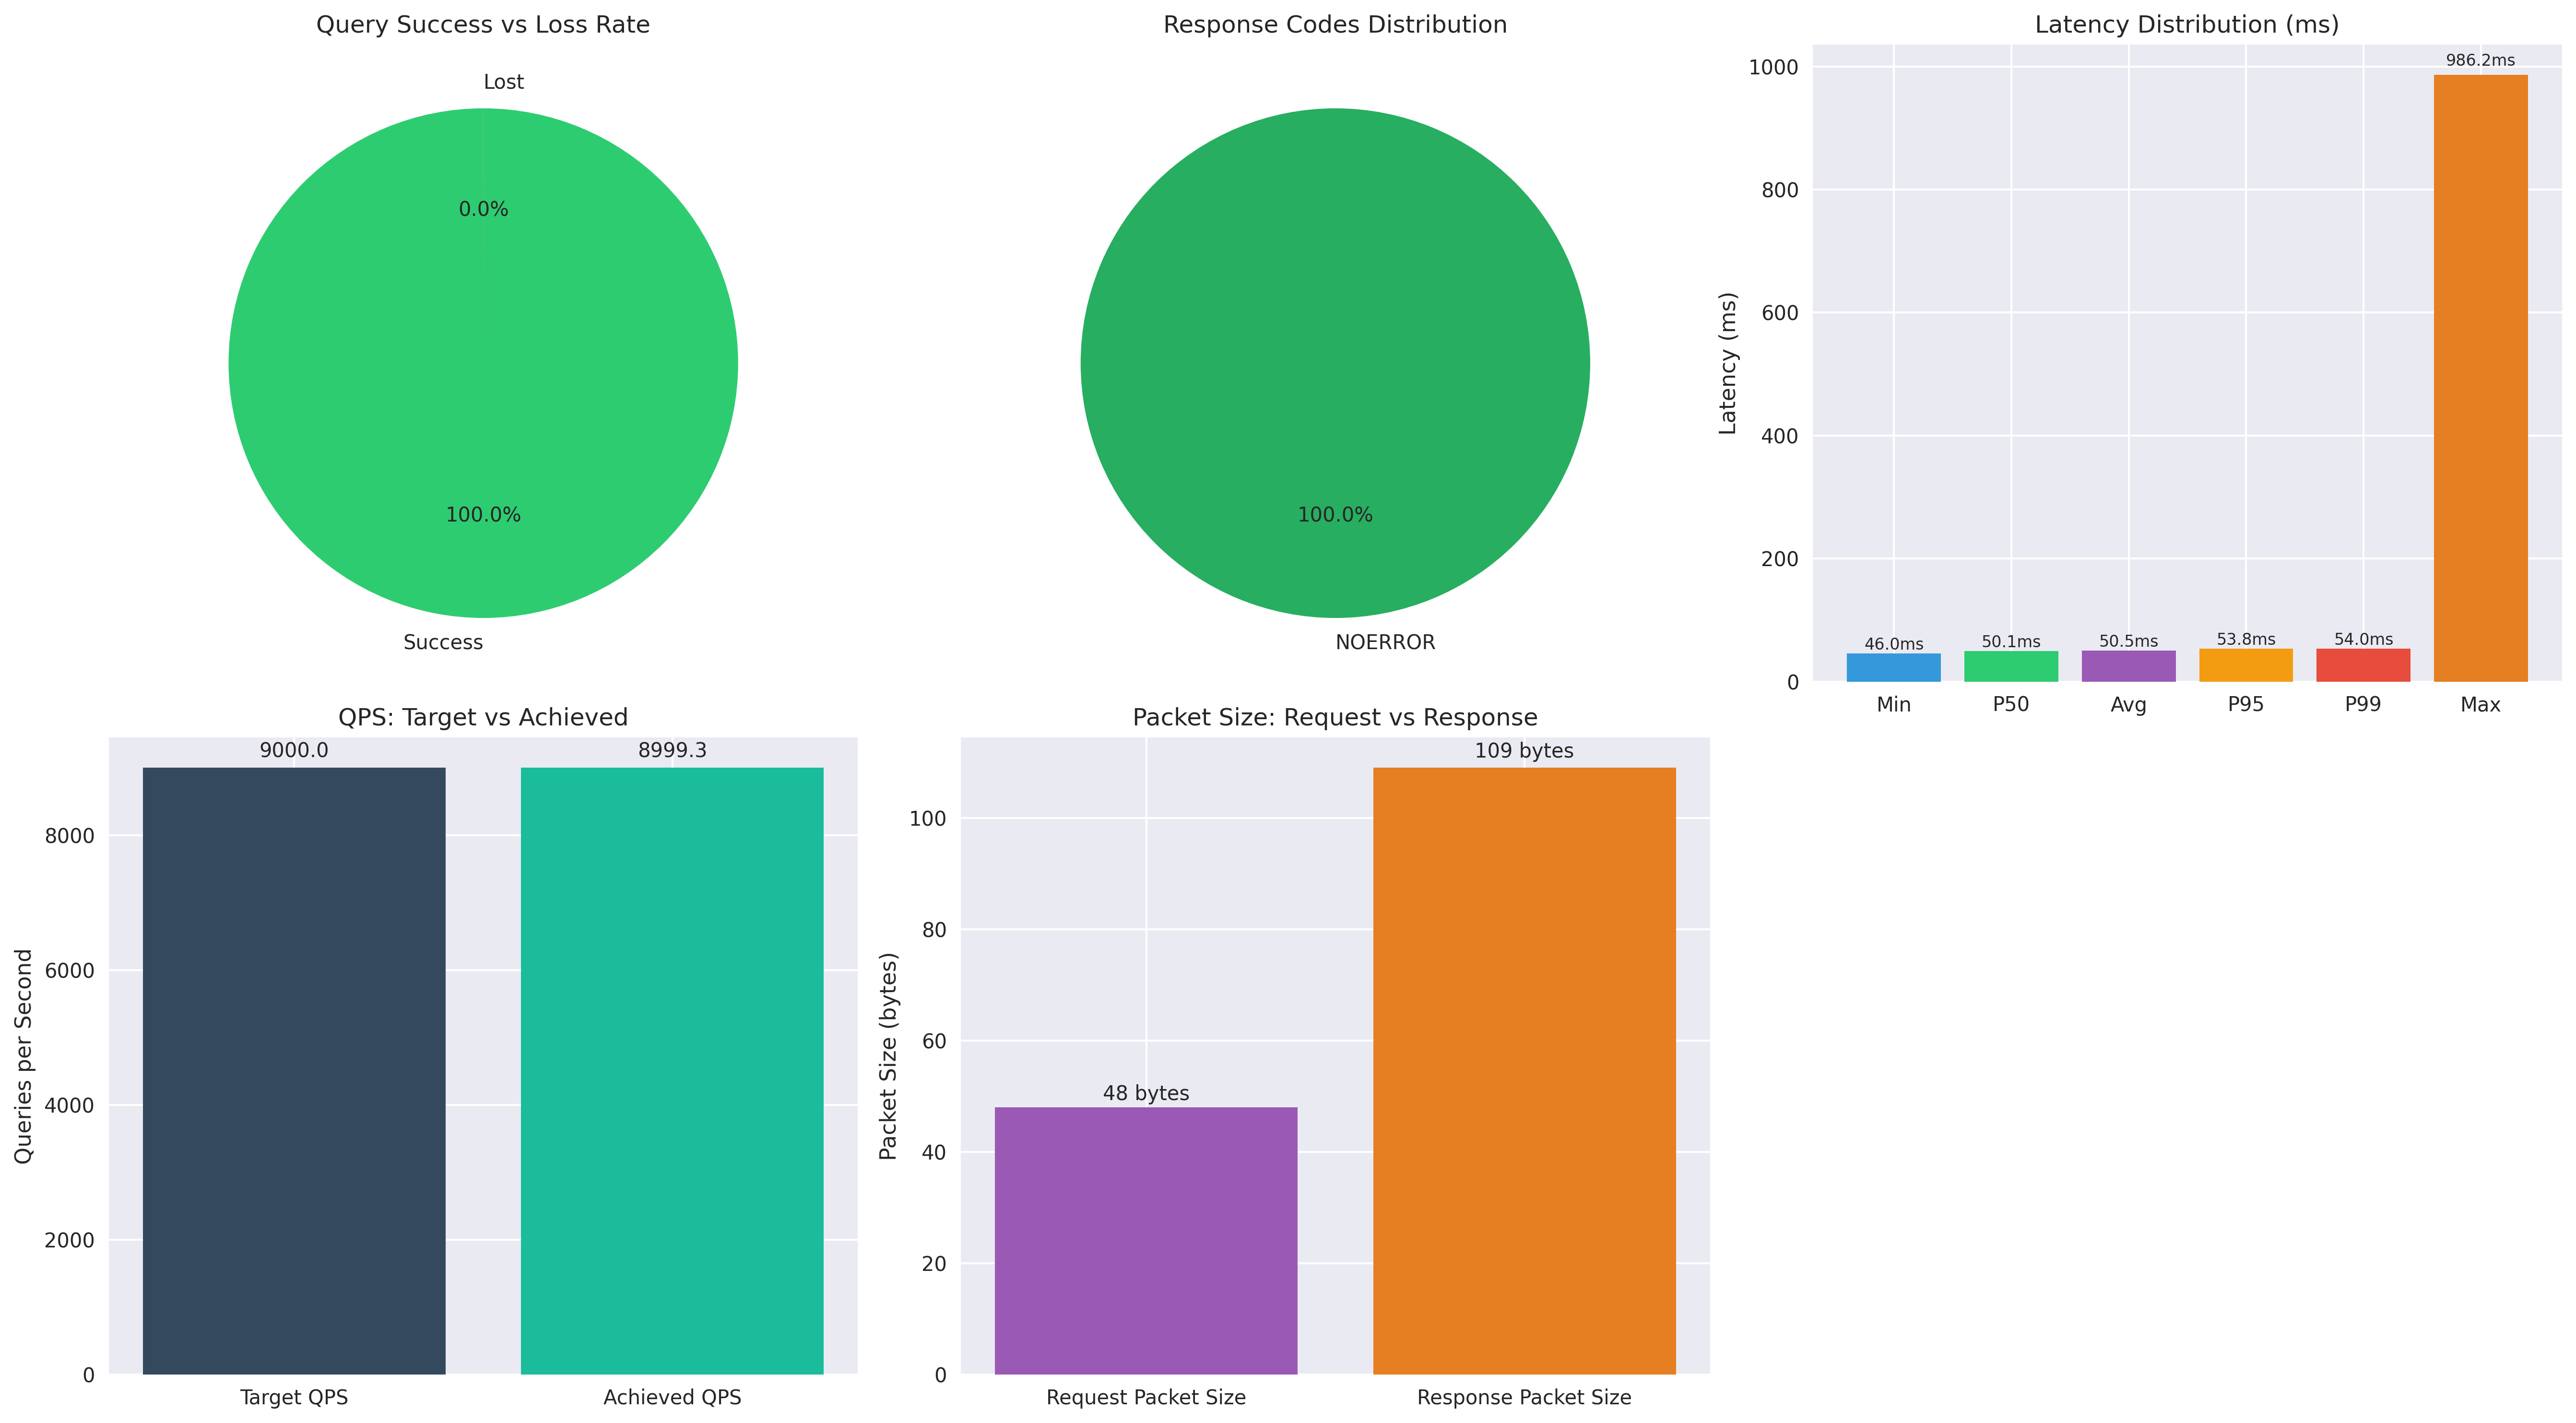 Query Success vs Loss Rate
Lost
0.0%
100.0%
Success
Response Codes Distribution
100.0%
NOERROR
Latency Distribution (ms)
Latency (ms)
1000
800
600
400
200
0
46.0ms
50.1ms
50.5ms
53.8ms
54.0ms
986.2ms
Min
P50
Avg
P95
P99
Max
QPS: Target vs Achieved
Queries per Second
8000
6000
4000
2000
0
9000.0
8999.3
Target QPS
Achieved QPS
Packet Size: Request vs Response
Packet Size (bytes)
100
80
60
40
20
0
48 bytes
109 bytes
Request Packet Size
Response Packet Size